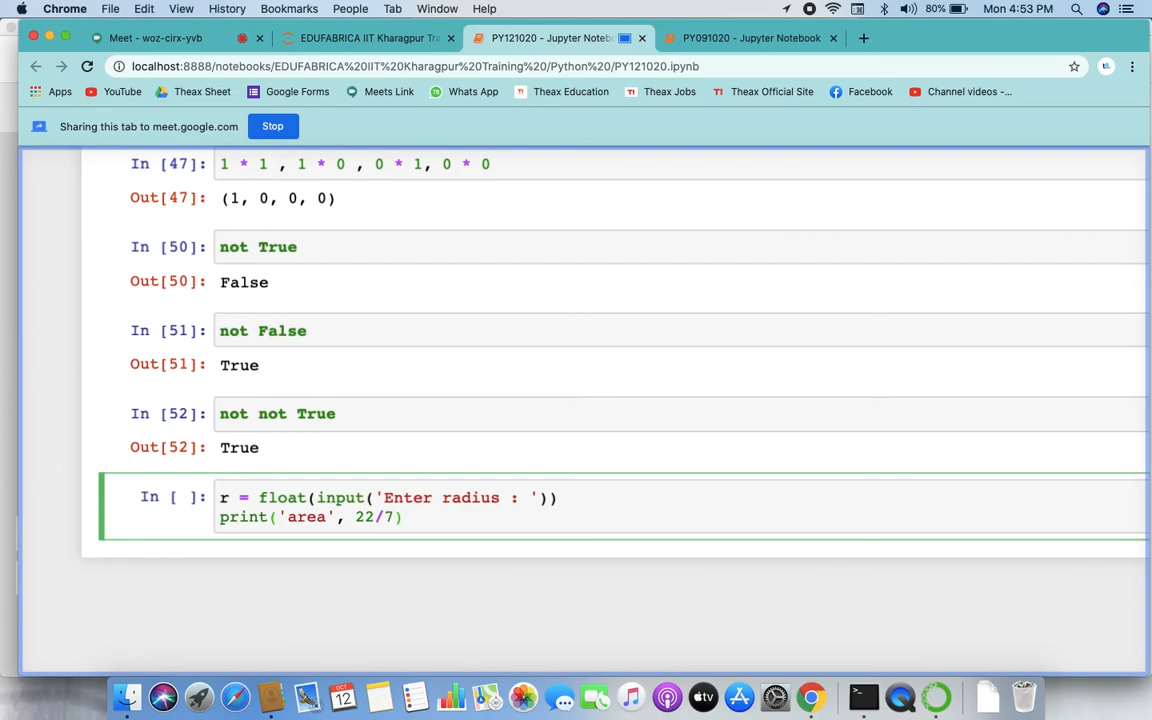 Chrome File Edit View History Bookmarks People Tab Window Help 80% Mon 4:53 PM
Meet - woz-cirx-yvb EDUFABRICA IIT Kharagpur Tra PY121020 - Jupyter Noteb PY091020 - Jupyter Notebook
localhost:8888/notebooks/EDUFABRICA%20IIT%20Kharagpur%20Training%20/Python%20/PY121020.ipynb
Apps YouTube Theax Sheet Google Forms Meets Link Whats App Theax Education Theax Jobs Theax Official Site Facebook Channel videos -...
Sharing this tab to meet.google.com Stop
In [47]: 1 * 1 , 1 * 0 , 0 * 1, 0 * 0
Out[47]: (1, 0, 0, 0)
In [50]: not True
Out[50]: False
In [51]: not False
Out[51]: True
In [52]: not not True
Out[52]: True
In [ ]: r = float(input('Enter radius : '))
print('area', 22/7)